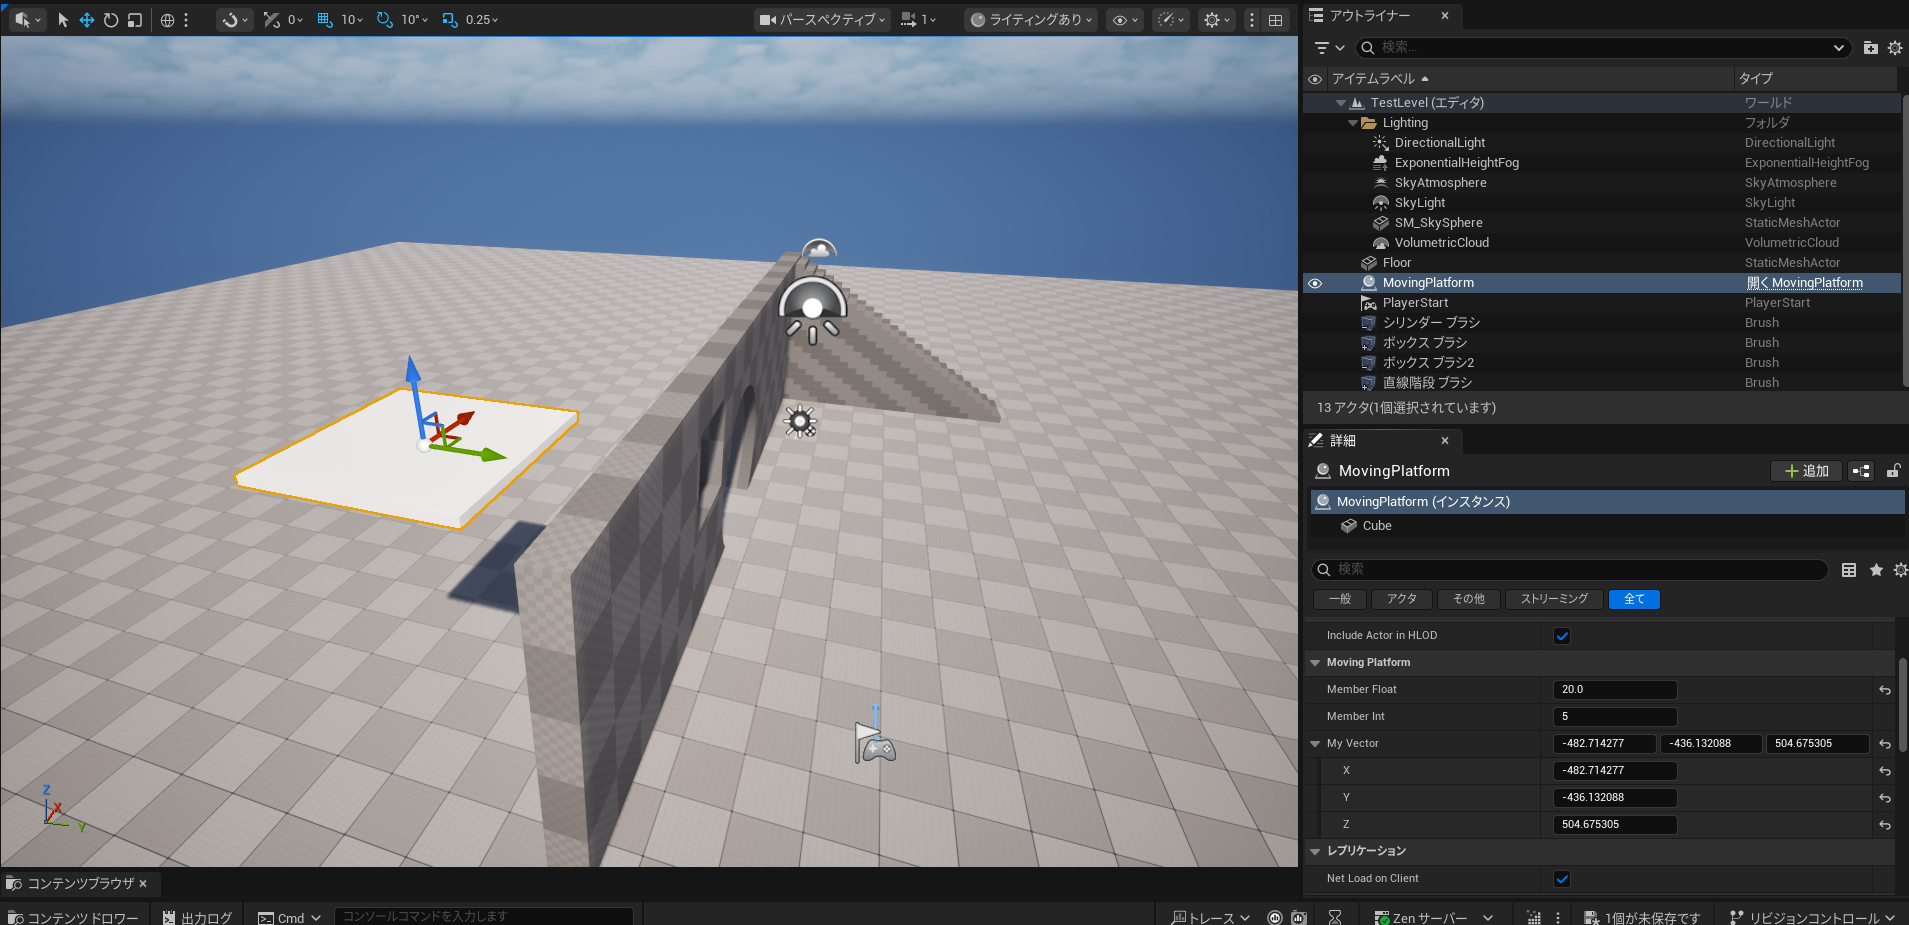 0
10
10°
0.25
パースペクティブ
1
ライティングあり
アウトライナー
検索...
アイテムラベル
タイプ
TestLevel (エディタ)
ワールド
Lighting
フォルダ
DirectionalLight
DirectionalLight
ExponentialHeightFog
ExponentialHeightFog
SkyAtmosphere
SkyAtmosphere
SkyLight
SkyLight
SM_SkySphere
StaticMeshActor
VolumetricCloud
VolumetricCloud
Floor
StaticMeshActor
MovingPlatform
開く MovingPlatform
PlayerStart
PlayerStart
シリンダー ブラシ
Brush
ボックス ブラシ
Brush
ボックス ブラシ2
Brush
直線階段 ブラシ
Brush
13 アクタ(1個選択されています)
詳細
MovingPlatform
追加
MovingPlatform (インスタンス)
Cube
検索
一般
アクタ
その他
ストリーミング
全て
Include Actor in HLOD
Moving Platform
Member Float
20.0
Member Int
5
My Vector
-482.714277
-436.132088
504.675305
X
-482.714277
Y
-436.132088
Z
504.675305
レプリケーション
Net Load on Client
Z
X
Y
コンテンツブラウザ
コンテンツ ドロワー
出力ログ
Cmd
コンソールコマンドを入力します
トレース
Zen サーバー
1個が未保存です
リビジョンコントロール